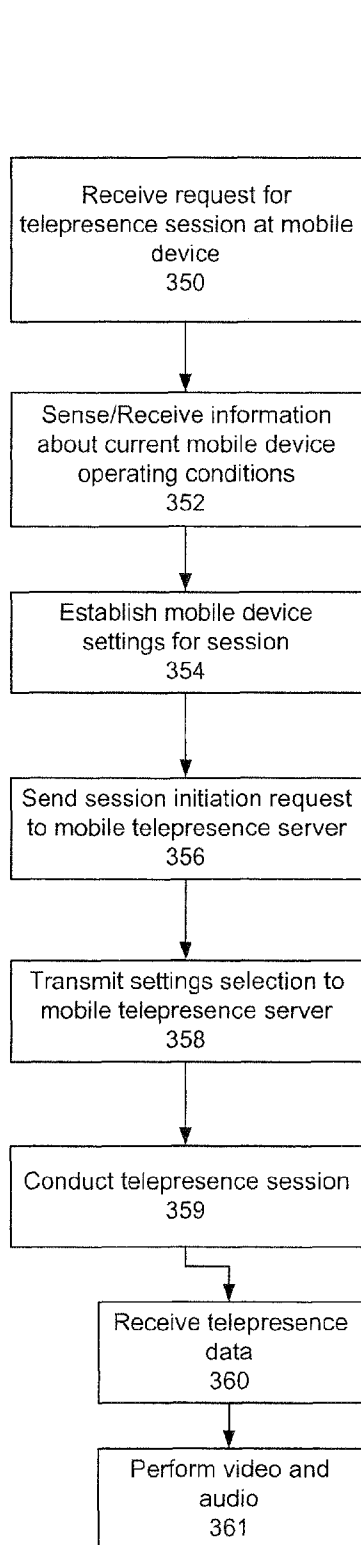 Receive request for
telepresence session at mobile
device
350
Sense/Receive information
about current mobile device
operating conditions
352
Establish mobile device
settings for session
354
Send session initiation request
to mobile telepresence server
356
Transmit settings selection to
mobile telepresence server
358
Conduct telepresence session
359
Receive telepresence
data
360
Perform video and
audio
361